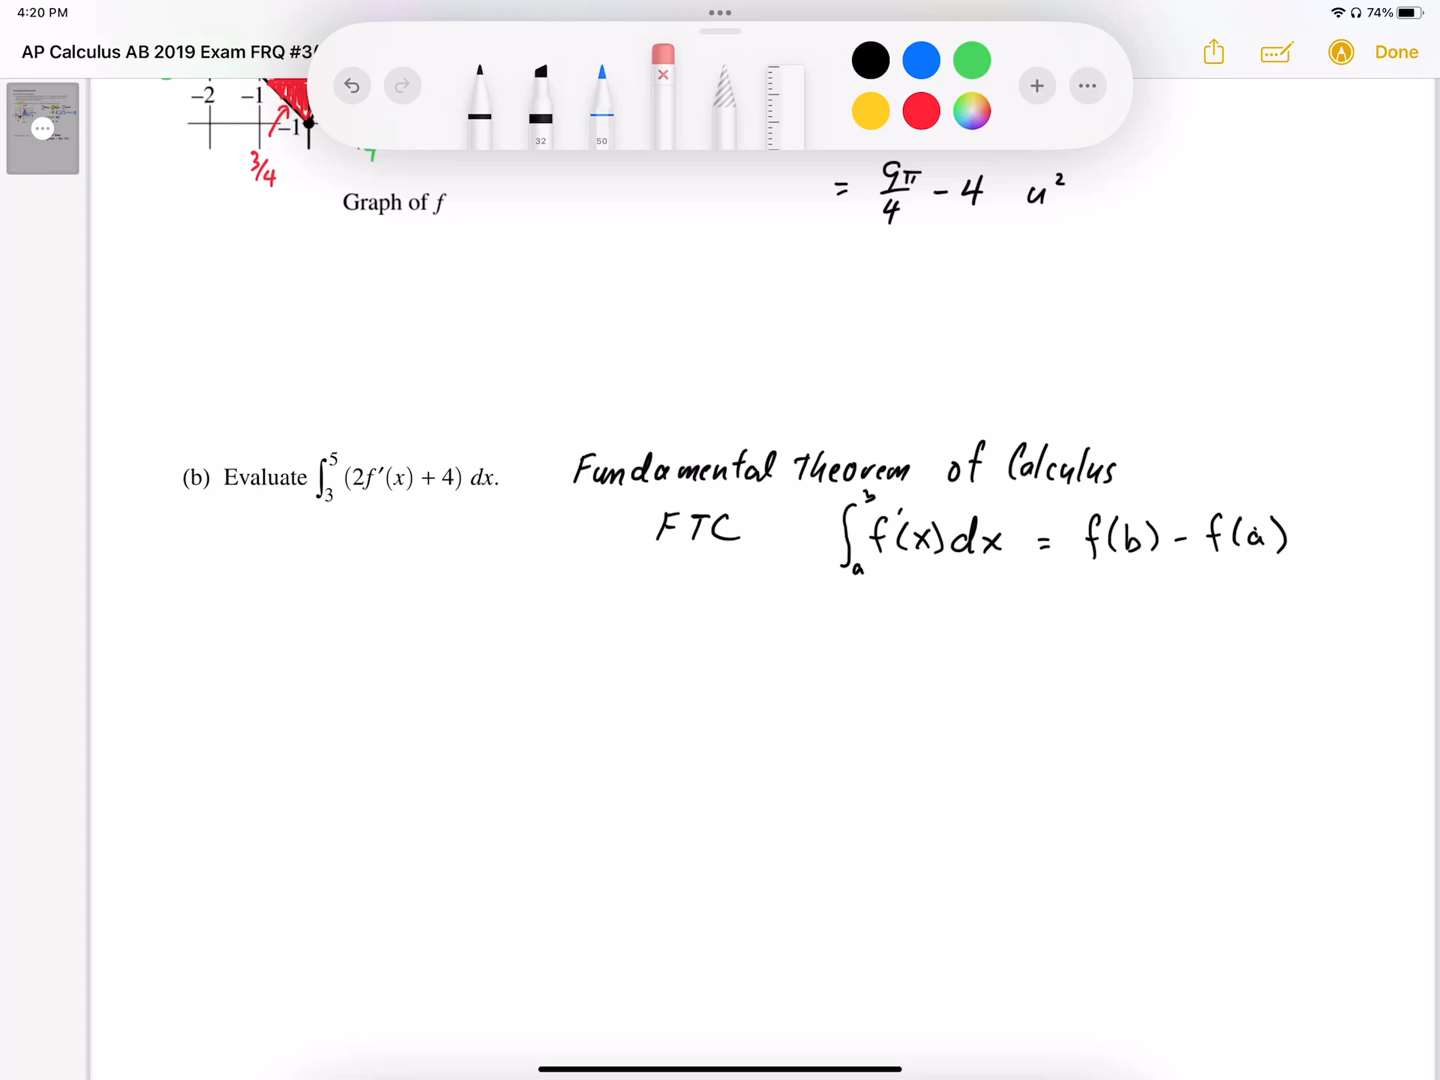 4:20 PM
74%
AP Calculus AB 2019 Exam FRQ #3
Done
32
50
-2 -1
-1
3/4
= 9π/4 - 4 u²
Graph of f
(b) Evaluate ∫₃⁵ (2f′(x) + 4) dx.
Fundamental Theorem of Calculus
FTC ∫ₐᵇ f′(x)dx = f(b) - f(a)